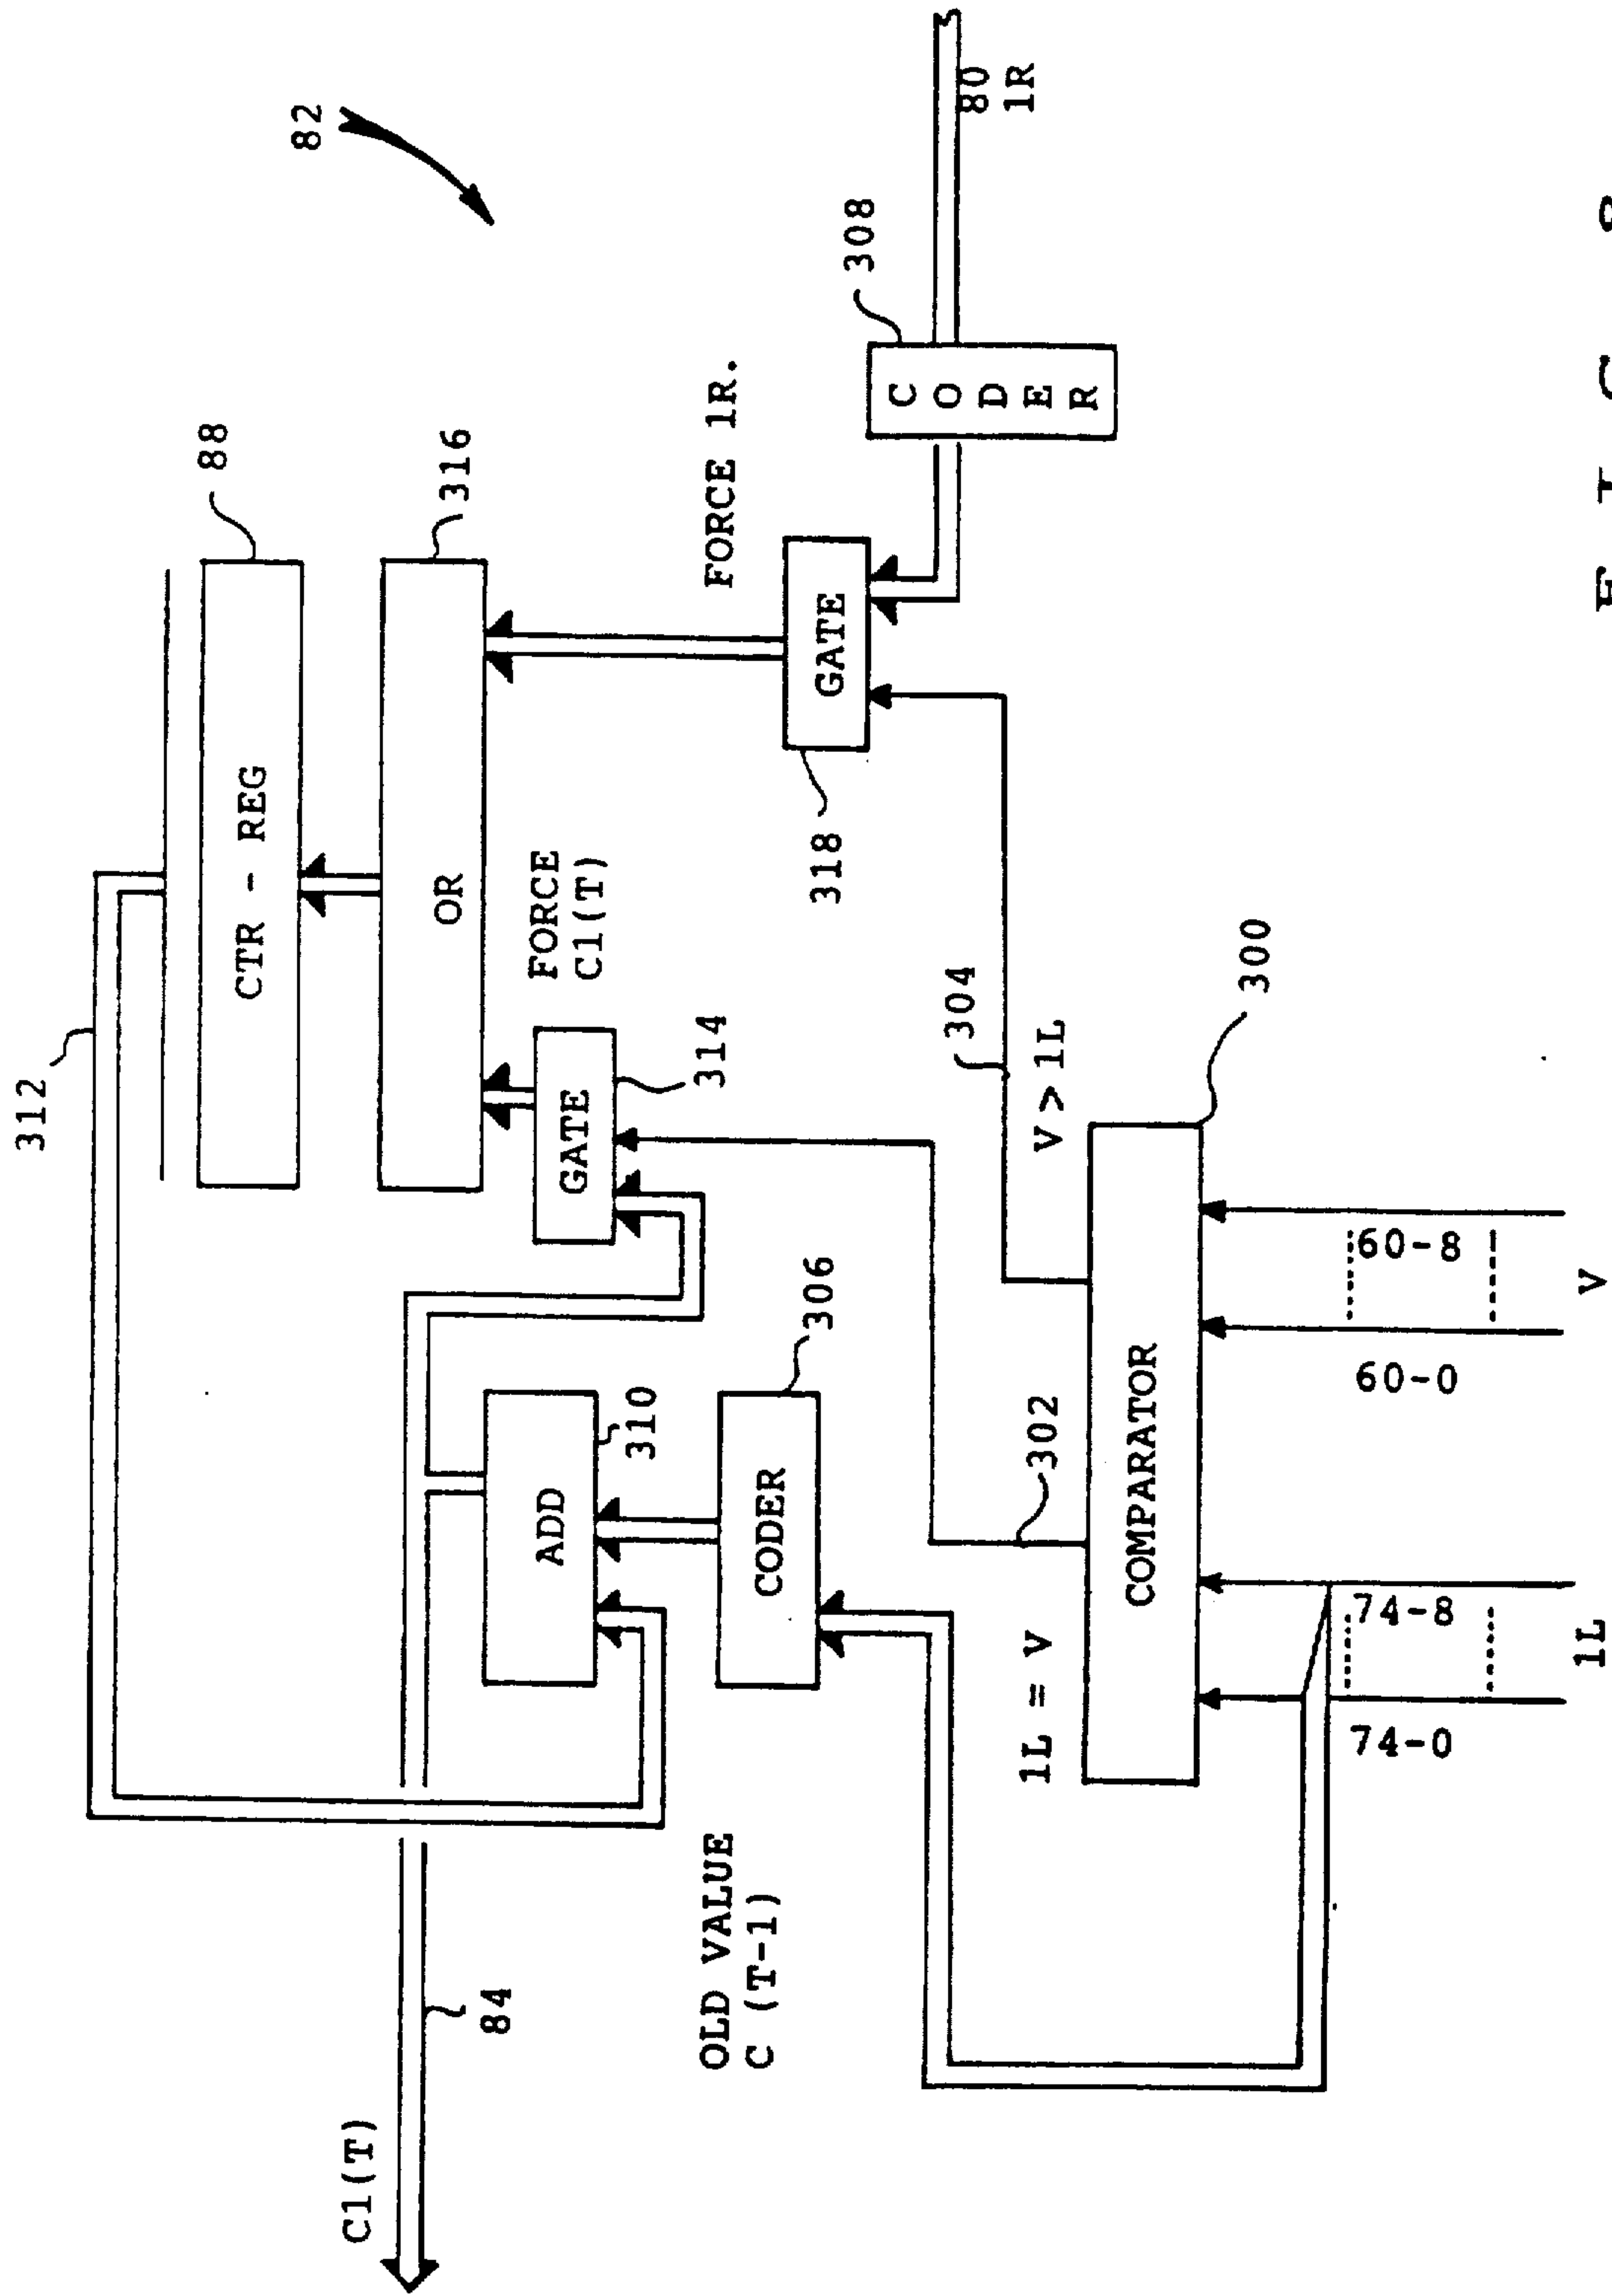 82
312
88
CTR - REG
316
OR
FORCE 1R.
308
CODER
80
1R
FORCE
C1(T)
GATE
314
GATE
318
C1(T)
84
ADD
310
OLD VALUE
C (T-1)
CODER
306
304
V > 1L
302
1L = V
COMPARATOR
300
74-0
74-8
1L
60-0
60-8
V